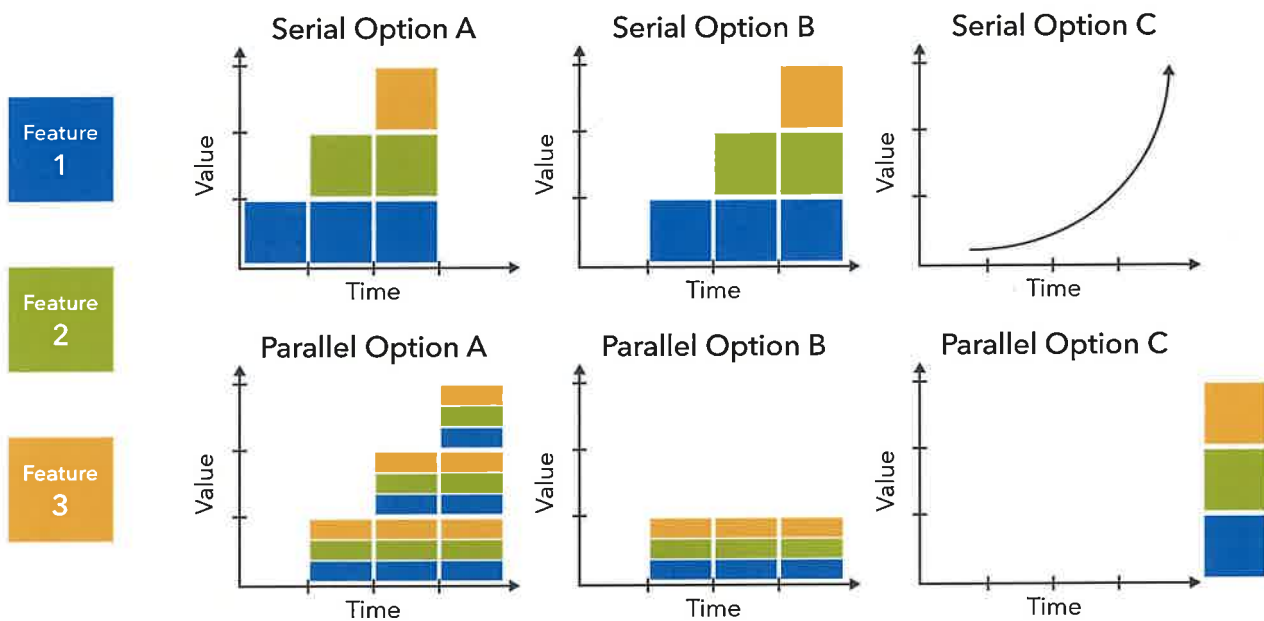 Serial Option A
Serial Option B
Serial Option C
Feature
1
Value
Time
Value
Time
Value
Time
Feature
2
Parallel Option A
Parallel Option B
Parallel Option C
Feature
3
Value
Time
Value
Time
Value
Time